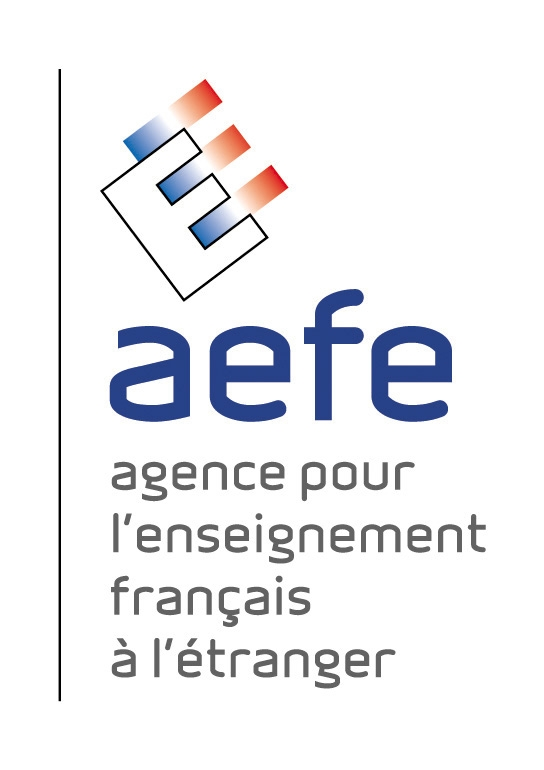 E
aefe
agence pour
l'enseignement
français
à l'étranger